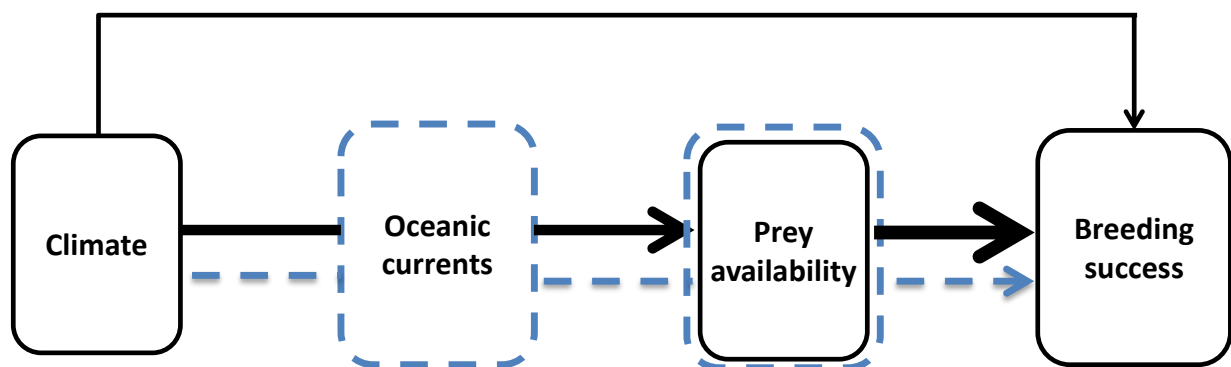 Climate
Oceanic
currents
Prey
availability
Breeding
success